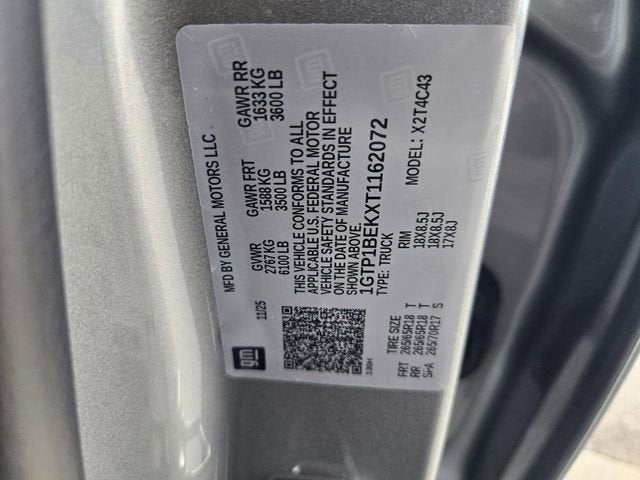 gm
11/25
MFD BY GENERAL MOTORS LLC
GVWR
2767 KG
6100 LB
GAWR FRT
1588 KG
3500 LB
GAWR RR
1633 KG
3600 LB
THIS VEHICLE CONFORMS TO ALL
APPLICABLE U.S. FEDERAL MOTOR
VEHICLE SAFETY STANDARDS IN EFFECT
ON THE DATE OF MANUFACTURE
SHOWN ABOVE.
1GTP1BEKXT1162072
TYPE: TRUCK
MODEL: X2T4C43
TIRE SIZE
RIM
FRT 265/65R18 T 18X8.5J
RR 265/65R18 T 18X8.5J
SPA 265/70R17 S 17X8J